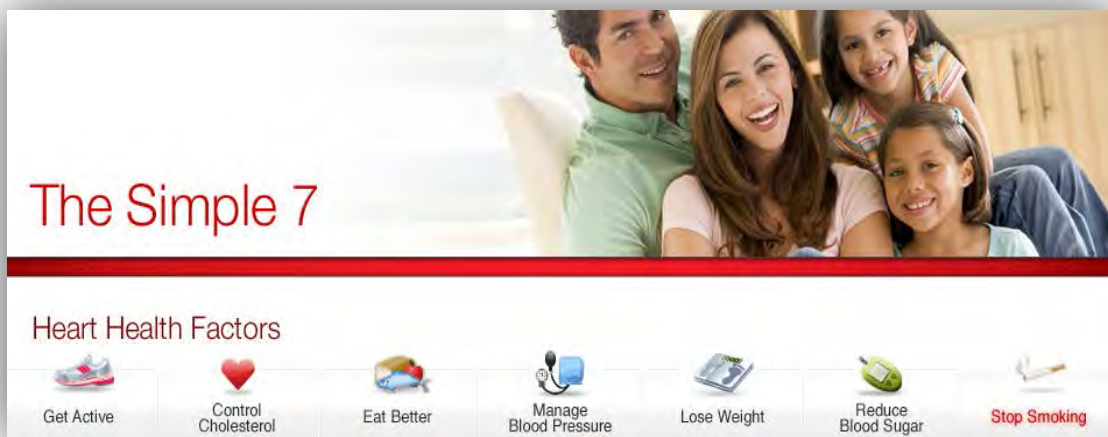 The Simple 7
Heart Health Factors
Get Active
Control
Cholesterol
Eat Better
Manage
Blood Pressure
Lose Weight
Reduce
Blood Sugar
Stop Smoking